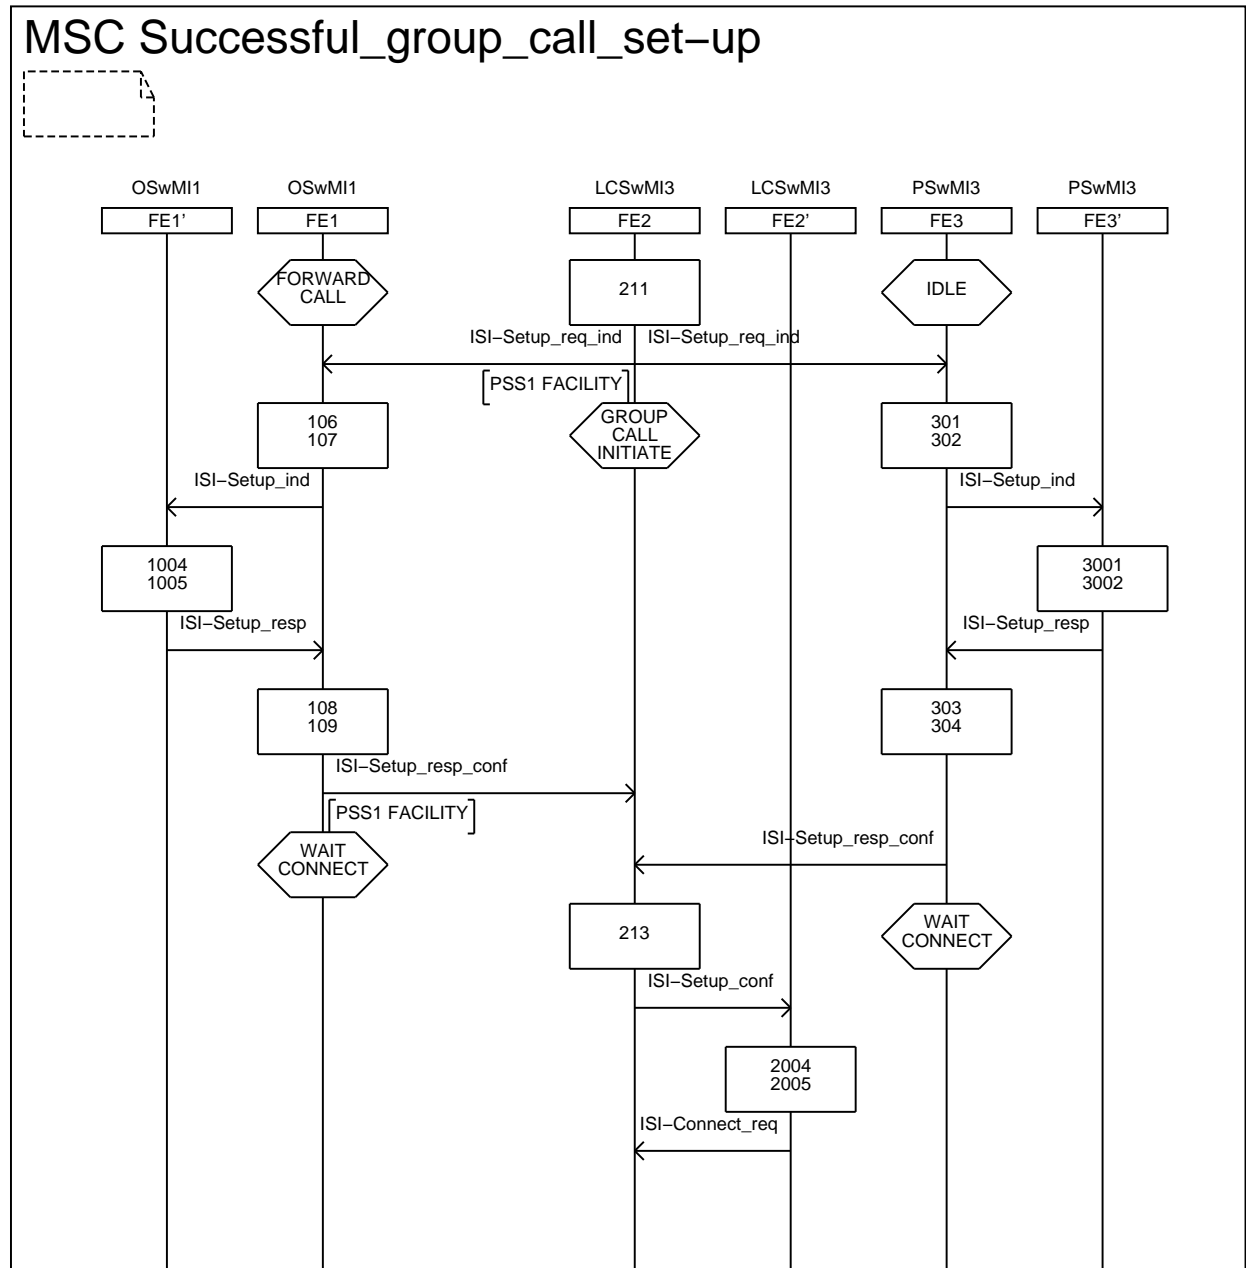 MSC Successful_group_call_set−up
OSwMI1 OSwMI1 LCSwMI3 LCSwMI3 PSwMI3 PSwMI3
FE1’ FE1 FE2 FE2’ FE3 FE3’
FORWARD
CALL
211
IDLE
ISI−Setup_req_ind ISI−Setup_req_ind
PSS1 FACILITY
106
107
GROUP
CALL
INITIATE
301
302
ISI−Setup_ind ISI−Setup_ind
1004
1005
3001
3002
ISI−Setup_resp ISI−Setup_resp
108
109
303
304
ISI−Setup_resp_conf
PSS1 FACILITY
WAIT
CONNECT
ISI−Setup_resp_conf
213
WAIT
CONNECT
ISI−Setup_conf
2004
2005
ISI−Connect_req